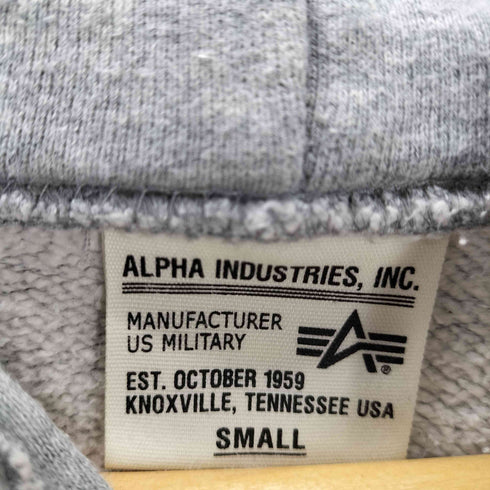 ALPHA INDUSTRIES, INC.
MANUFACTURER
US MILITARY
®
EST. OCTOBER 1959
KNOXVILLE, TENNESSEE USA
SMALL